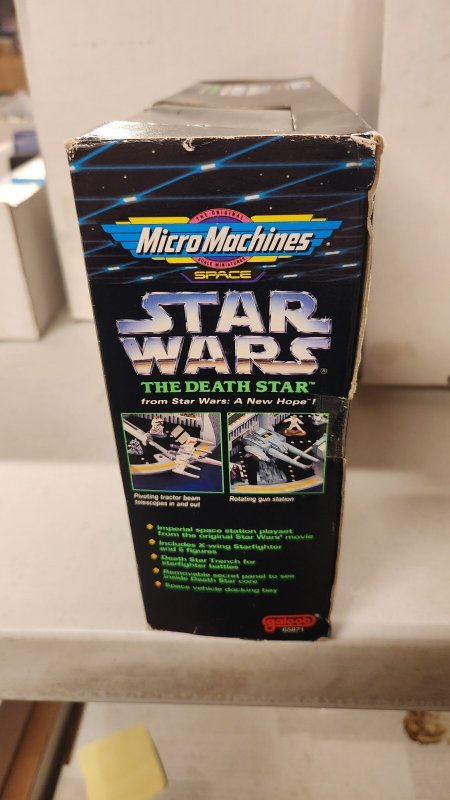 THE ORIGINAL
Micro Machines®
SCALE MINIATURES
SPACE
STAR
WARS®
THE DEATH STAR™
from Star Wars: A New Hope™!
Pivoting tractor beam
telescopes in and out
Rotating gun station
• Imperial space station playset
from the original Star Wars® movie
• Includes X-wing Starfighter
and 5 figures
• Death Star Trench for
starfighter battles
• Removable secret panel to see
inside Death Star core
• Space vehicle docking bay
galoob®
65871